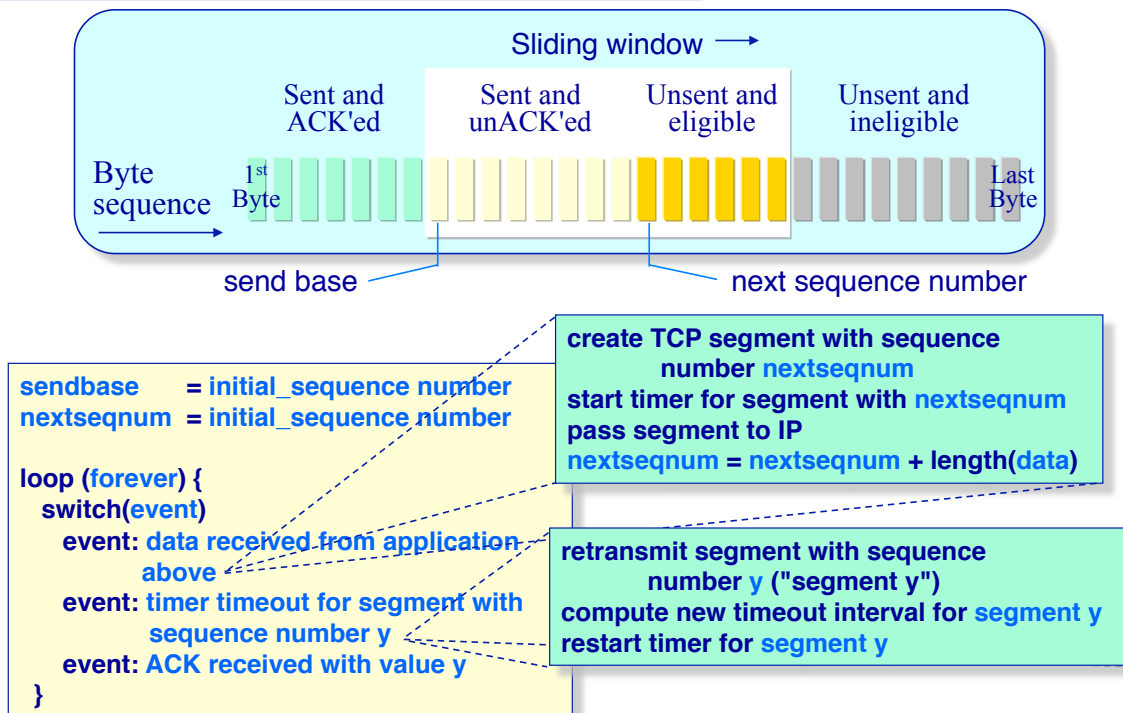 Sliding window
Sent and
ACK'ed
Sent and
unACK'ed
Unsent and
eligible
Unsent and
ineligible
Byte
sequence
1st
Byte
Last
Byte
send base
next sequence number
sendbase = initial_sequence number
nextseqnum = initial_sequence number
loop (forever) {
switch(event)
event: data received from application
above
event: timer timeout for segment with
sequence number y
event: ACK received with value y
}
create TCP segment with sequence
number nextseqnum
start timer for segment with nextseqnum
pass segment to IP
nextseqnum = nextseqnum + length(data)
retransmit segment with sequence
number y ("segment y")
compute new timeout interval for segment y
restart timer for segment y